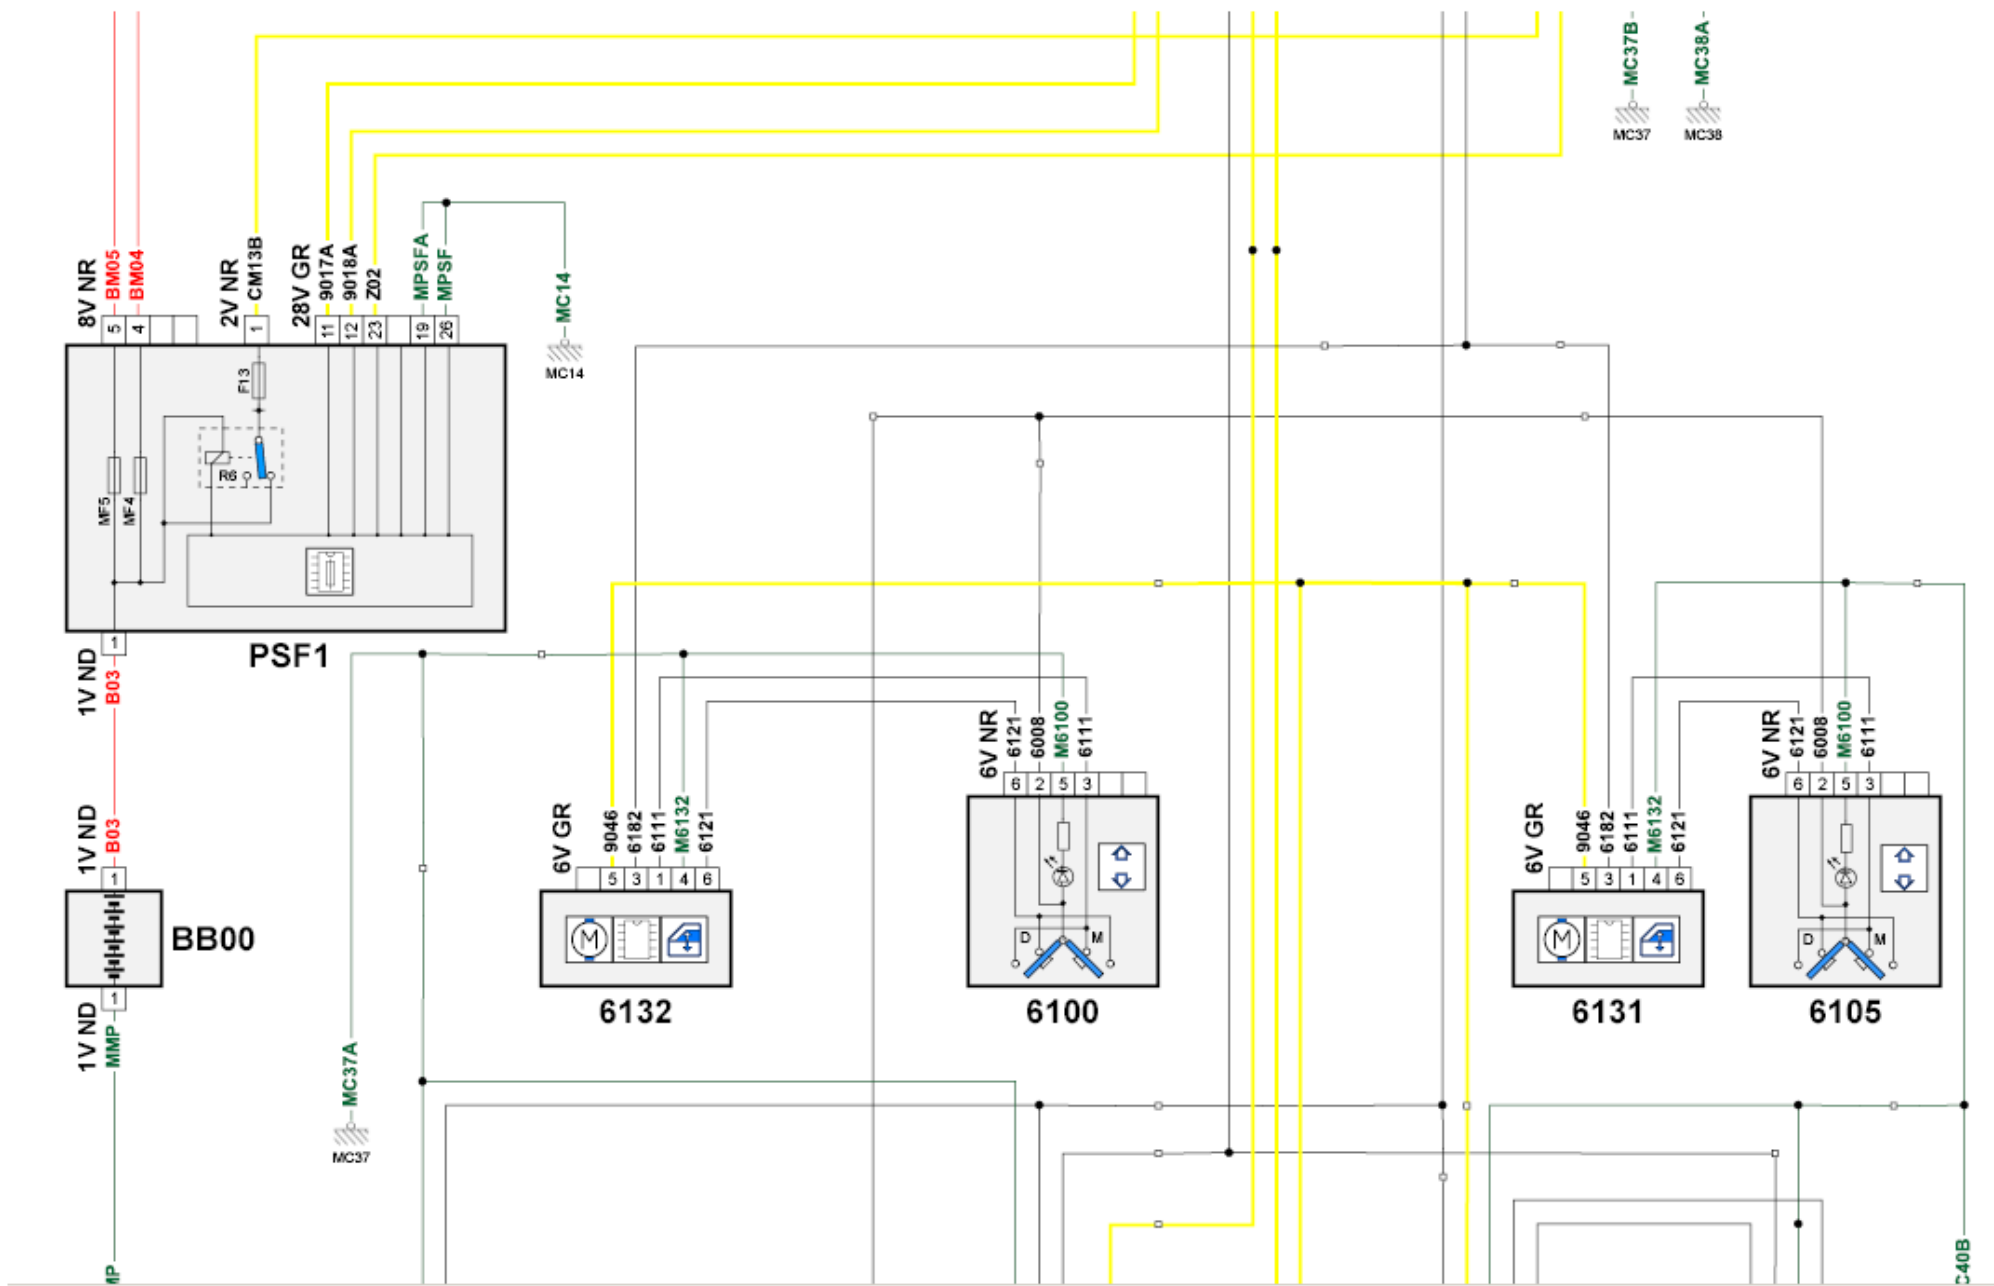 MC37B
MC38A
MC37
MC38
8V NR
BM05
BM04
2V NR
CM13B
28V GR
9017A
9018A
Z02
MPSFA
MPSF
MC14
5
4
1
11
12
23
19
26
MC14
F13
R6
MF5
MF4
1
PSF1
1V ND
B03
1V ND
B03
1
BB00
1
1V ND
MMP
MC37A
MC37
6V GR
9046
6182
6111
M6132
6121
5
3
1
4
6
M
6132
6V NR
6121
6008
M6100
6111
6
2
5
3
D
M
6100
6V GR
9046
6182
6111
M6132
6121
5
3
1
4
6
M
6131
6V NR
6121
6008
M6100
6111
6
2
5
3
D
M
6105
C40B